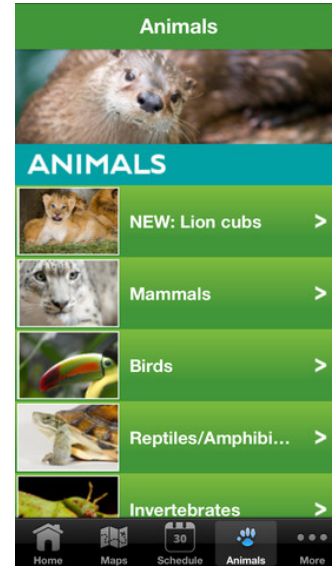 Animals
ANIMALS
NEW: Lion cubs >
Mammals >
Birds >
Reptiles/Amphibi... >
Invertebrates >
30
Home Maps Schedule Animals More